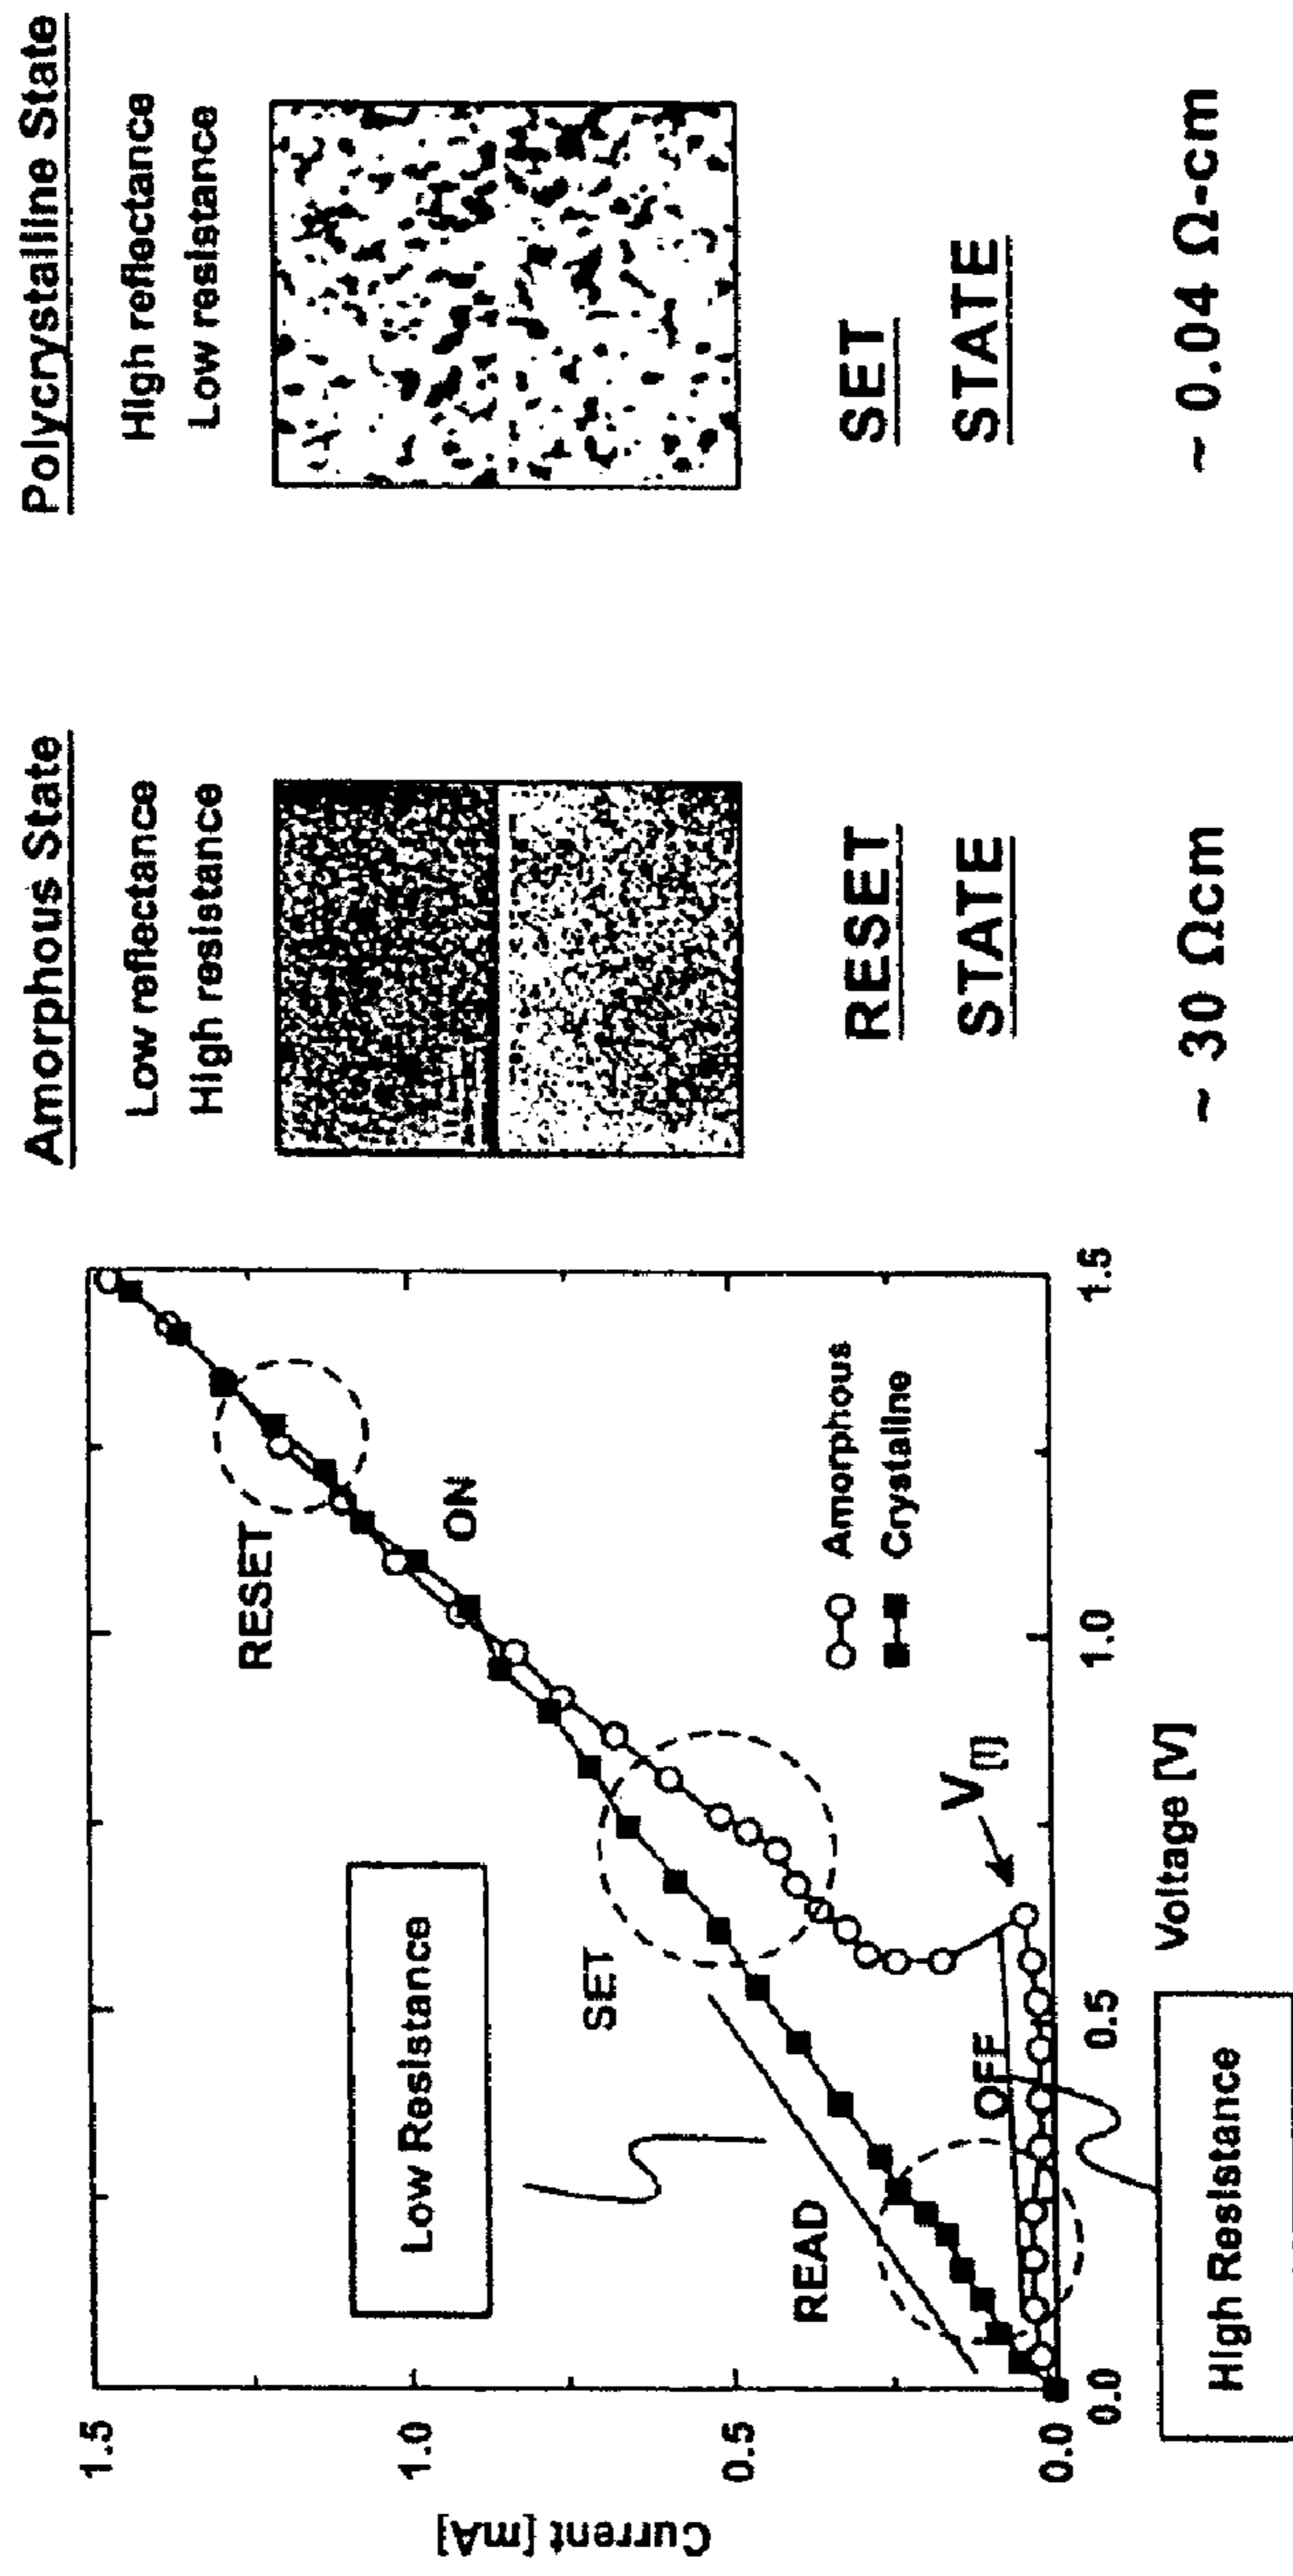 Current [mA]
1.5
1.0
0.5
0.0
Low Resistance
RESET
ON
SET
READ
OFF
V[T]
Amorphous
Crystalline
0.0
0.5
1.0
1.5
Voltage [V]
High Resistance
Amorphous State
Low reflectance
High resistance
RESET
STATE
~ 30 Ωcm
Polycrystalline State
High reflectance
Low resistance
SET
STATE
~ 0.04 Ω-cm